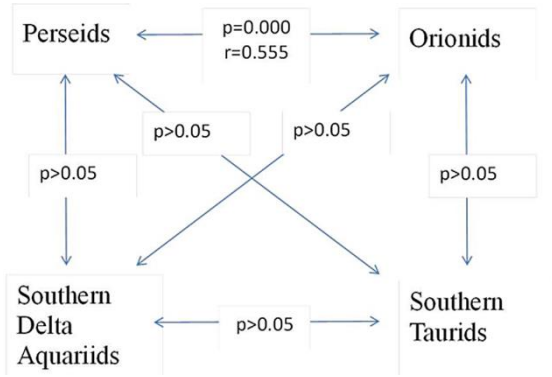 Perseids
p=0.000
r=0.555
Orionids
p>0.05
p>0.05
p>0.05
p>0.05
Southern
Delta
Aquariids
p>0.05
Southern
Taurids